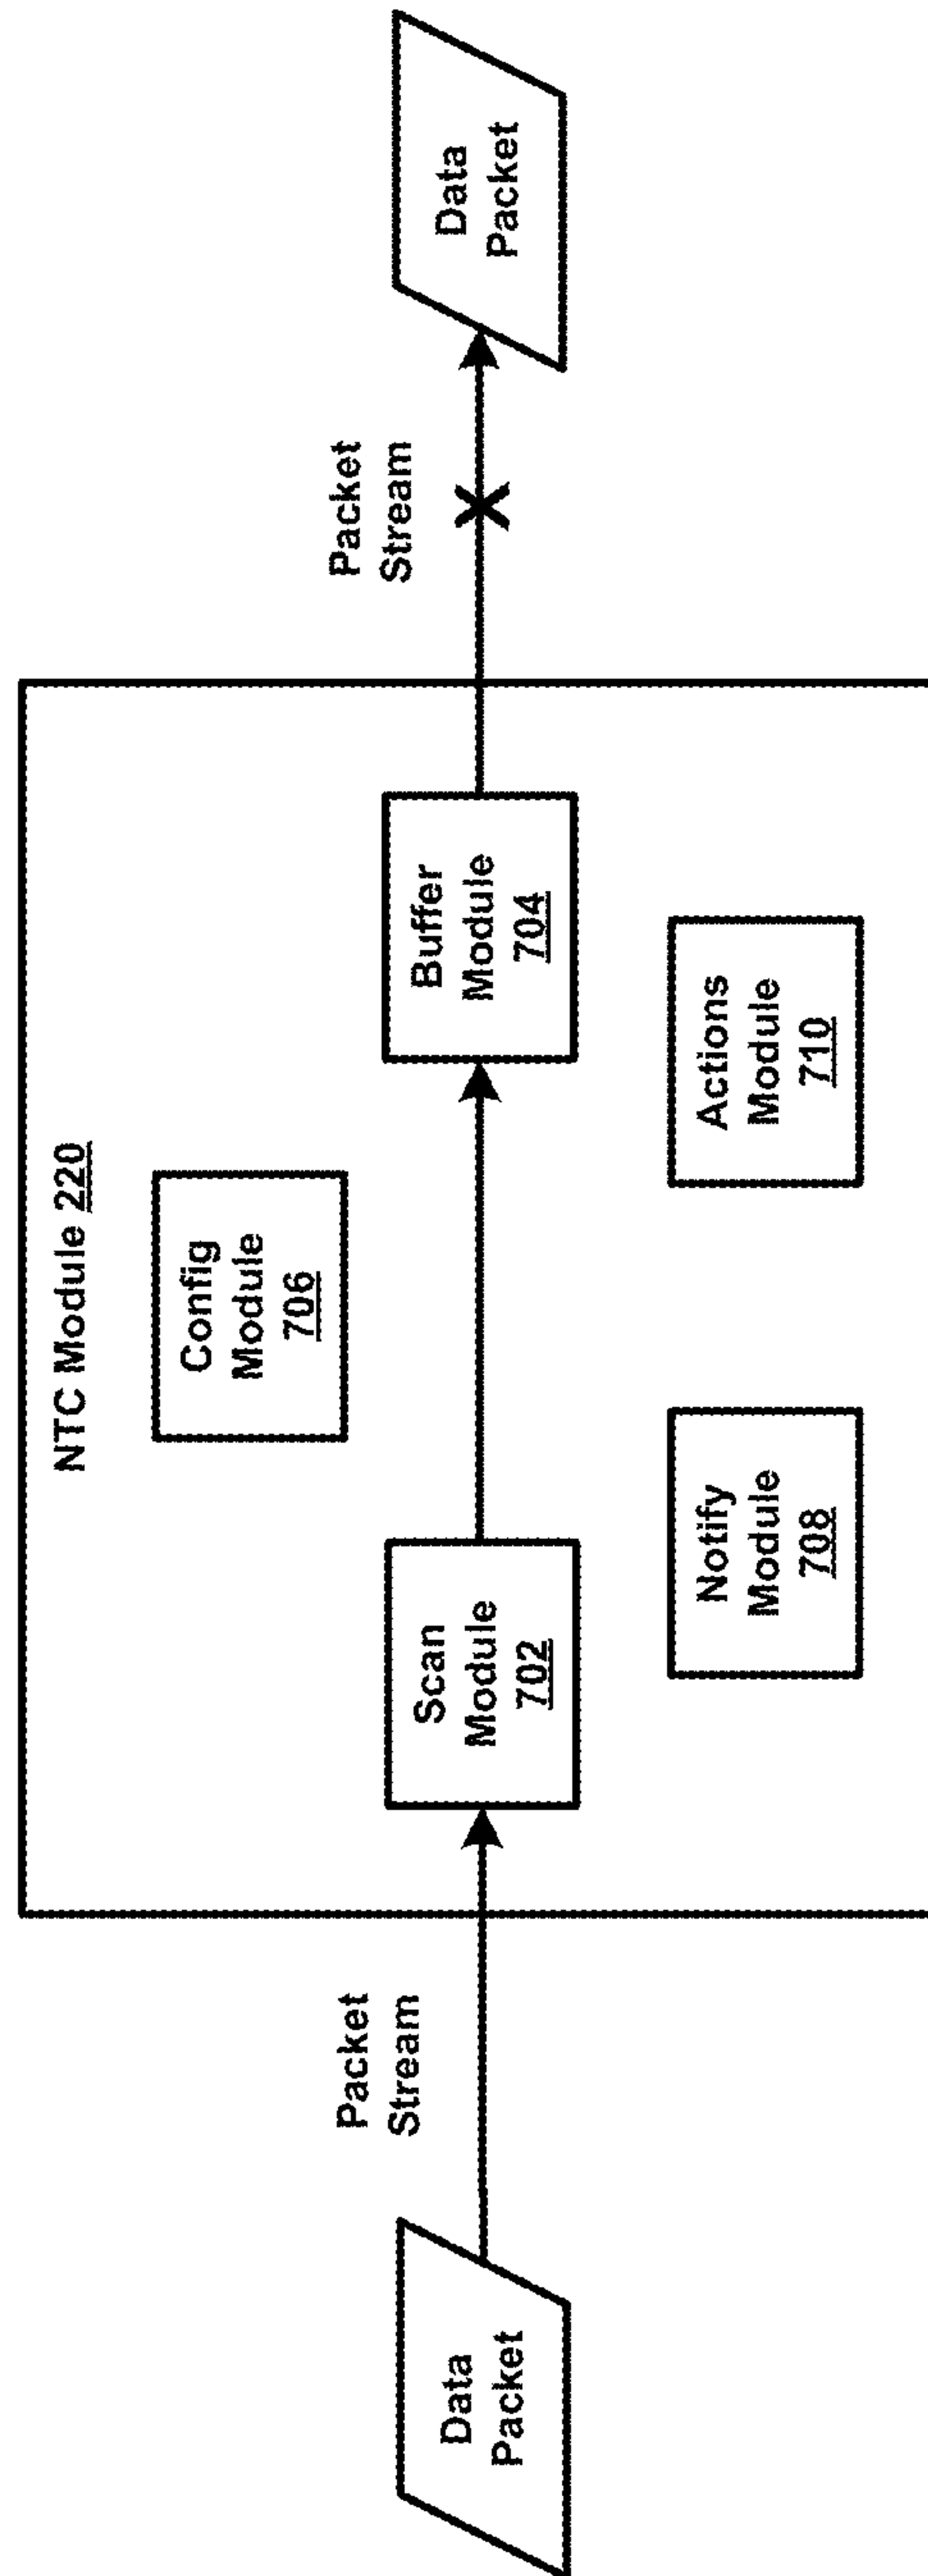 Data
Packet
Packet
Stream
NTC Module 220
Scan
Module
702
Config
Module
706
Buffer
Module
704
Notify
Module
708
Actions
Module
710
Packet
Stream
Data
Packet